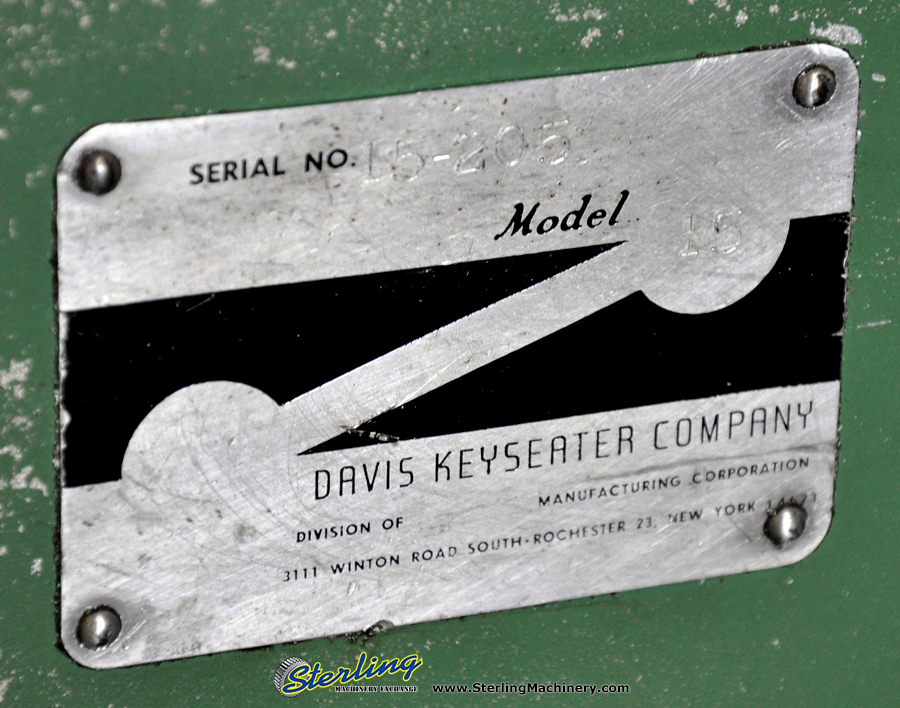 SERIAL NO. 15-205
Model 15
DAVIS KEYSEATER COMPANY
DIVISION OF MANUFACTURING CORPORATION
3111 WINTON ROAD SOUTH·ROCHESTER 23, NEW YORK 14623
Sterling
MACHINERY EXCHANGE
www.SterlingMachinery.com